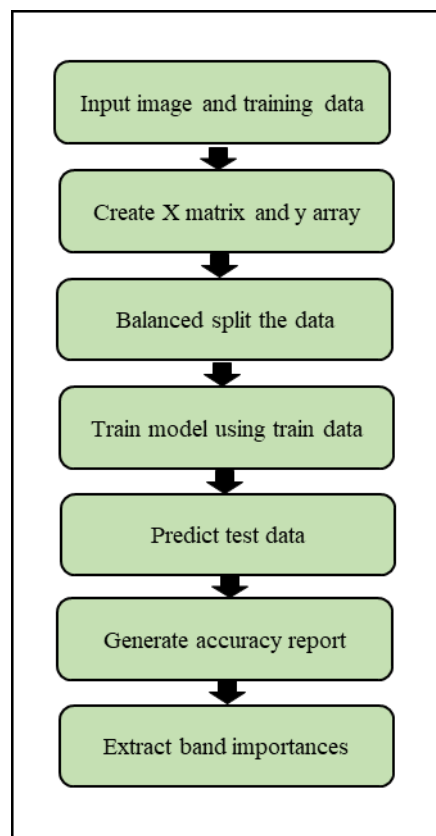 Input image and training data
Create X matrix and y array
Balanced split the data
Train model using train data
Predict test data
Generate accuracy report
Extract band importances